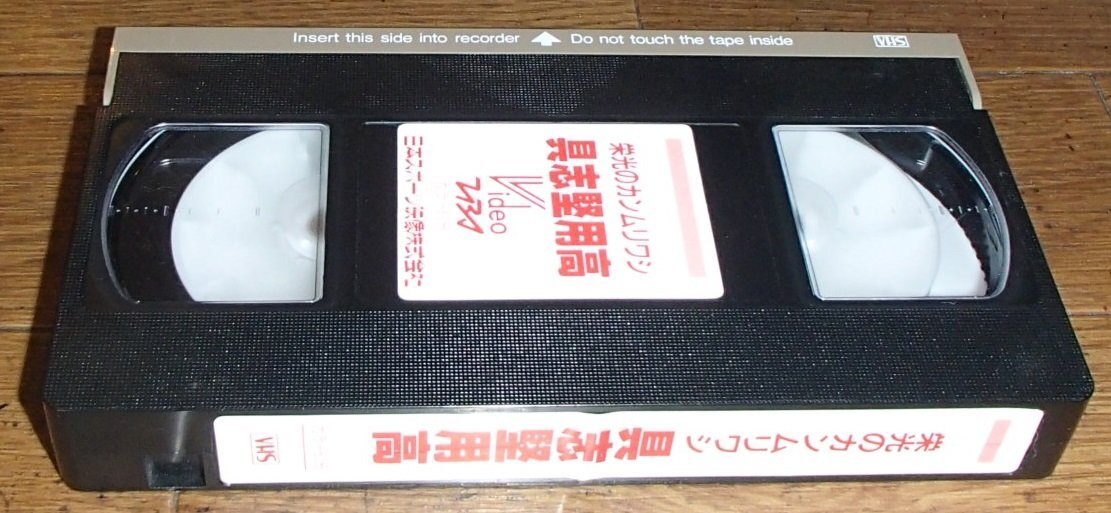 Insert this side into recorder Do not touch the tape inside
VHS
栄光のカンムリワシ
具志堅用高
Video
栄光のカンムリワシ 具志堅用高
VHS